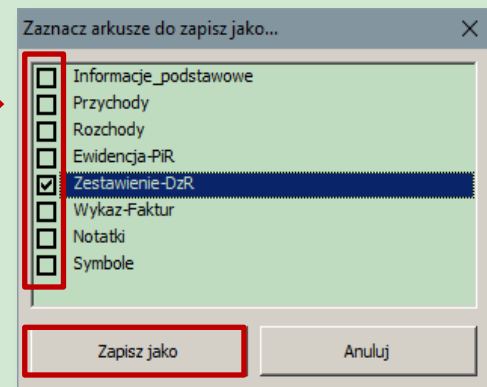 Zaznacz arkusze do zapisz jako...
Informacje_podstawowe
Przychody
Rozchody
Ewidencja-PiR
Zestawienie-DzR
Wykaz-Faktur
Notatki
Symbole
Zapisz jako
Anuluj